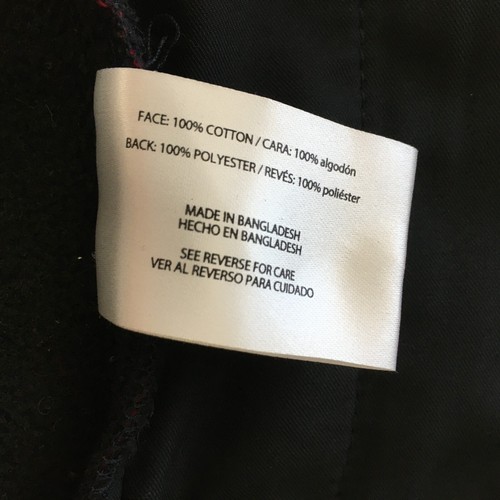 FACE: 100% COTTON / CARA: 100% algodón
BACK: 100% POLYESTER / REVÉS: 100% poliéster
MADE IN BANGLADESH
HECHO EN BANGLADESH
SEE REVERSE FOR CARE
VER AL REVERSO PARA CUIDADO